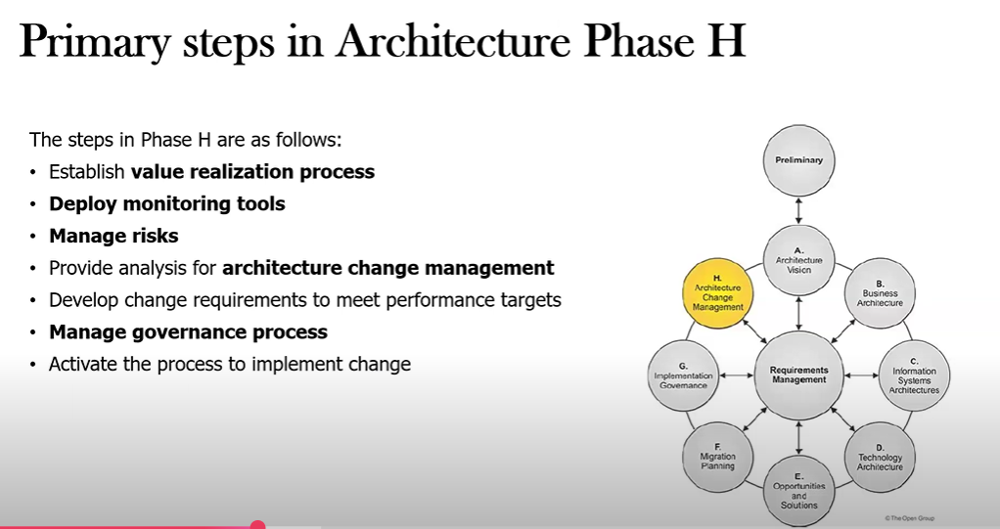 Primary steps in Architecture Phase H
The steps in Phase H are as follows:
• Establish value realization process
• Deploy monitoring tools
• Manage risks
• Provide analysis for architecture change management
• Develop change requirements to meet performance targets
• Manage governance process
• Activate the process to implement change
Preliminary
A.
Architecture
Vision
H.
Architecture
Change
Management
B.
Business
Architecture
G.
Implementation
Governance
Requirements
Management
C.
Information
Systems
Architectures
F.
Migration
Planning
D.
Technology
Architecture
E.
Opportunities
and
Solutions
© The Open Group